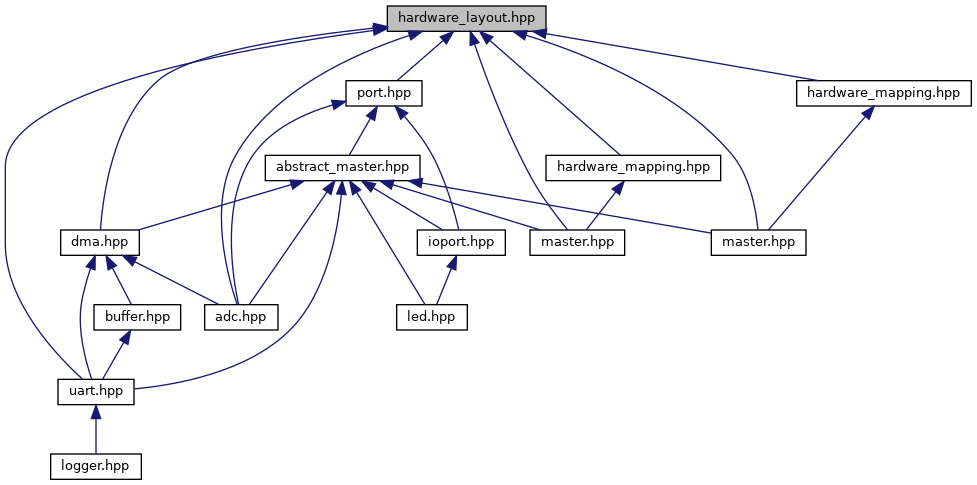 hardware_layout.hpp
port.hpp
hardware_mapping.hpp
abstract_master.hpp
hardware_mapping.hpp
dma.hpp
ioport.hpp
master.hpp
master.hpp
buffer.hpp
adc.hpp
led.hpp
uart.hpp
logger.hpp